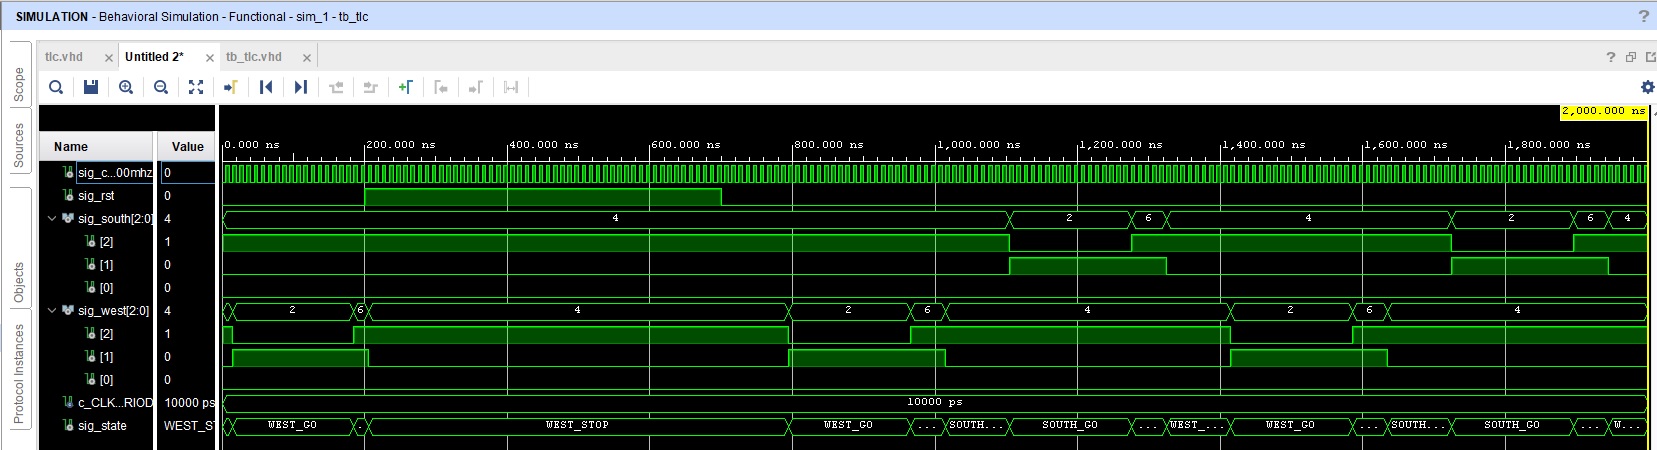 SIMULATION - Behavioral Simulation - Functional - sim_1 - tb_tlc ?
tlc.vhd × Untitled 2* × tb_tlc.vhd × ?
Scope
Sources
Objects
Protocol Instances
2,000.000 ns
Name Value 0.000 ns 200.000 ns 400.000 ns 600.000 ns 800.000 ns 1,000.000 ns 1,200.000 ns 1,400.000 ns 1,600.000 ns 1,800.000 ns
sig_c...00mhz 0
sig_rst 0
sig_south[2:0] 4 4 2 6 4 2 6 4
[2] 1
[1] 0
[0] 0
sig_west[2:0] 4 2 6 4 2 6 4 2 6 4
[2] 1
[1] 0
[0] 0
c_CLK...RIOD 10000 ps 10000 ps
sig_state WEST_ST WEST_GO . WEST_STOP WEST_GO ... SOUTH... SOUTH_GO ... WEST_... WEST_GO ... SOUTH... SOUTH_GO ... W...